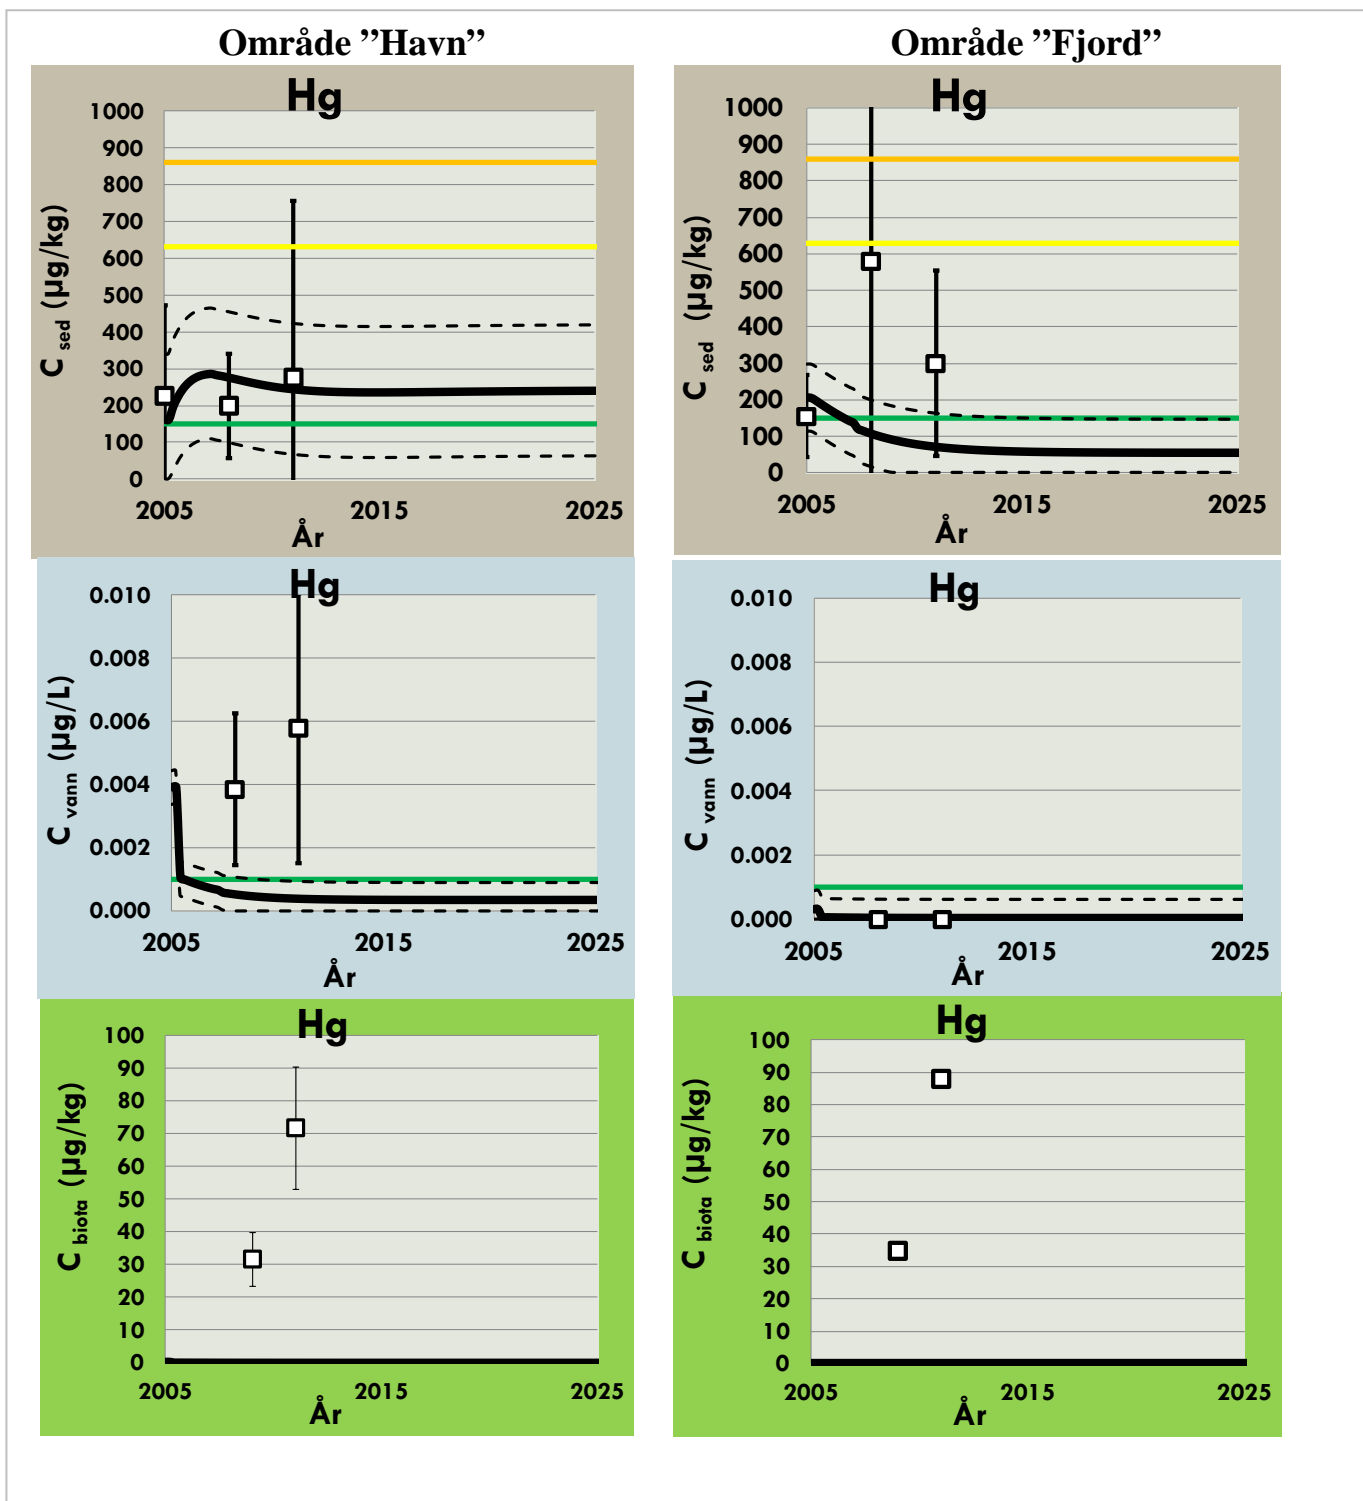 Område ”Havn”
Område ”Fjord”
Hg
1000
900
800
700
600
500
400
300
200
100
0
C sed (µg/kg)
2005 2015 2025
År
Hg
1000
900
800
700
600
500
400
300
200
100
0
C sed (µg/kg)
2005 2015 2025
År
Hg
0.010
0.008
0.006
0.004
0.002
0.000
C vann (µg/L)
2005 2015 2025
År
Hg
0.010
0.008
0.006
0.004
0.002
0.000
C vann (µg/L)
2005 2015 2025
År
Hg
100
90
80
70
60
50
40
30
20
10
0
C biota (µg/kg)
2005 2015 2025
År
Hg
100
90
80
70
60
50
40
30
20
10
0
C biota (µg/kg)
2005 2015 2025
År